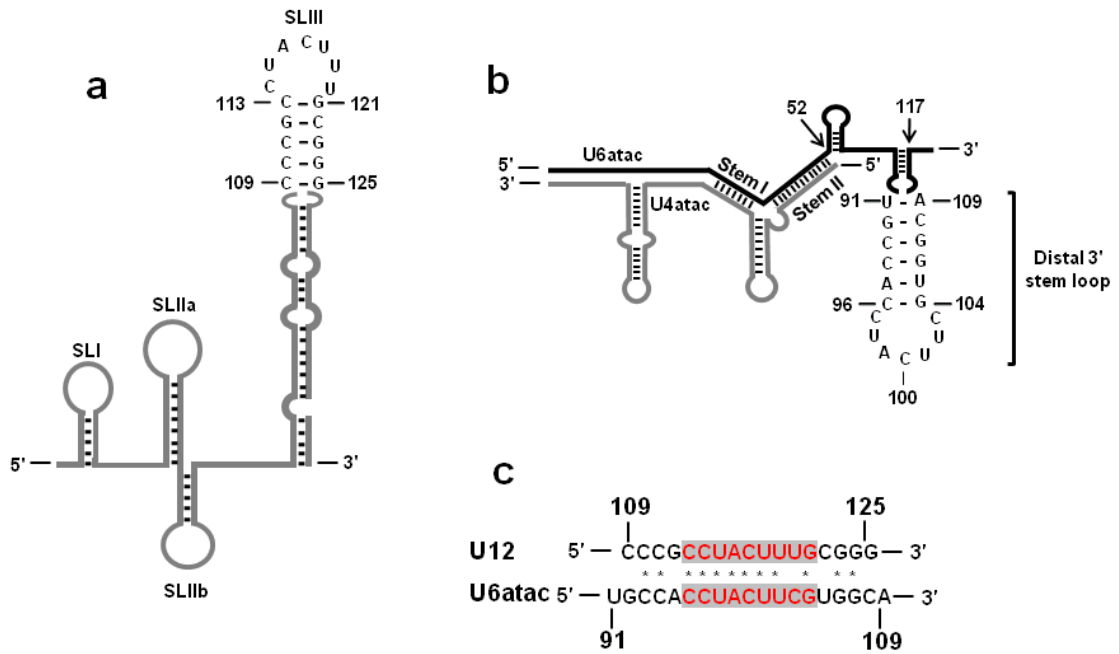 a
SLIII
A C U
U U
C U
113 — C – G — 121
G – C
C – G
C – G
109 — C – G — 125
SLIIa
SLI
5' — — 3'
SLIIb
b
52 117
5' — U6atac — 3'
3' — U4atac
Stem I
Stem II
— 5'
91 — U – A — 109
G – C
C – G
C – G
A – U
96 — C – G — 104
C C
U U
A U
C
100
Distal 3'
stem loop
c
109 125
U12 5' — CCCGCCUACUUUGCGGG — 3'
* * * * * * * * * * * *
U6atac 5' — UGCCACCUACUUCGUGGCA — 3'
91 109